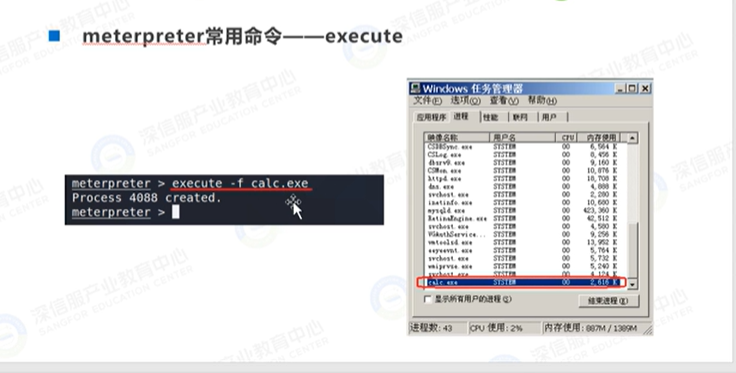 meterpreter常用命令——execute
meterpreter > execute -f calc.exe
Process 4088 created.
meterpreter >
Windows 任务管理器
文件(F) 选项(O) 查看(V) 帮助(H)
应用程序 进程 性能 联网 用户
映像名称 用户名 CPU 内存使用
SYSTEM 00 6,564 K
CSLog.exe SYSTEM 00 8,456 K
SYSTEM 00 9,160 K
CSMon.exe SYSTEM 00 10,876 K
httpd.exe SYSTEM 00 18,708 K
dns.exe SYSTEM 00 4,888 K
svchost.exe SYSTEM 00 2,280 K
inetinfo.exe SYSTEM 00 10,680 K
mysqld.exe SYSTEM 00 423,360 K
RetinaEngine.exe SYSTEM 00 42,512 K
svchost.exe SYSTEM 00 4,580 K
VGAuthService... SYSTEM 00 9,256 K
vmtoolsd.exe SYSTEM 00 13,952 K
SYSTEM 00 5,764 K
svchost.exe SYSTEM 00 5,732 K
wmiprvse.exe SYSTEM 00 5,240 K
svchost.exe SYSTEM 00 4,124 K
calc.exe SYSTEM 00 2,616 K
显示所有用户的进程(S) 结束进程(E)
进程数: 43 CPU 使用: 2% 内存使用: 887M / 1389M
深信服产业教育中心
SANGFOR EDUCATION CENTER